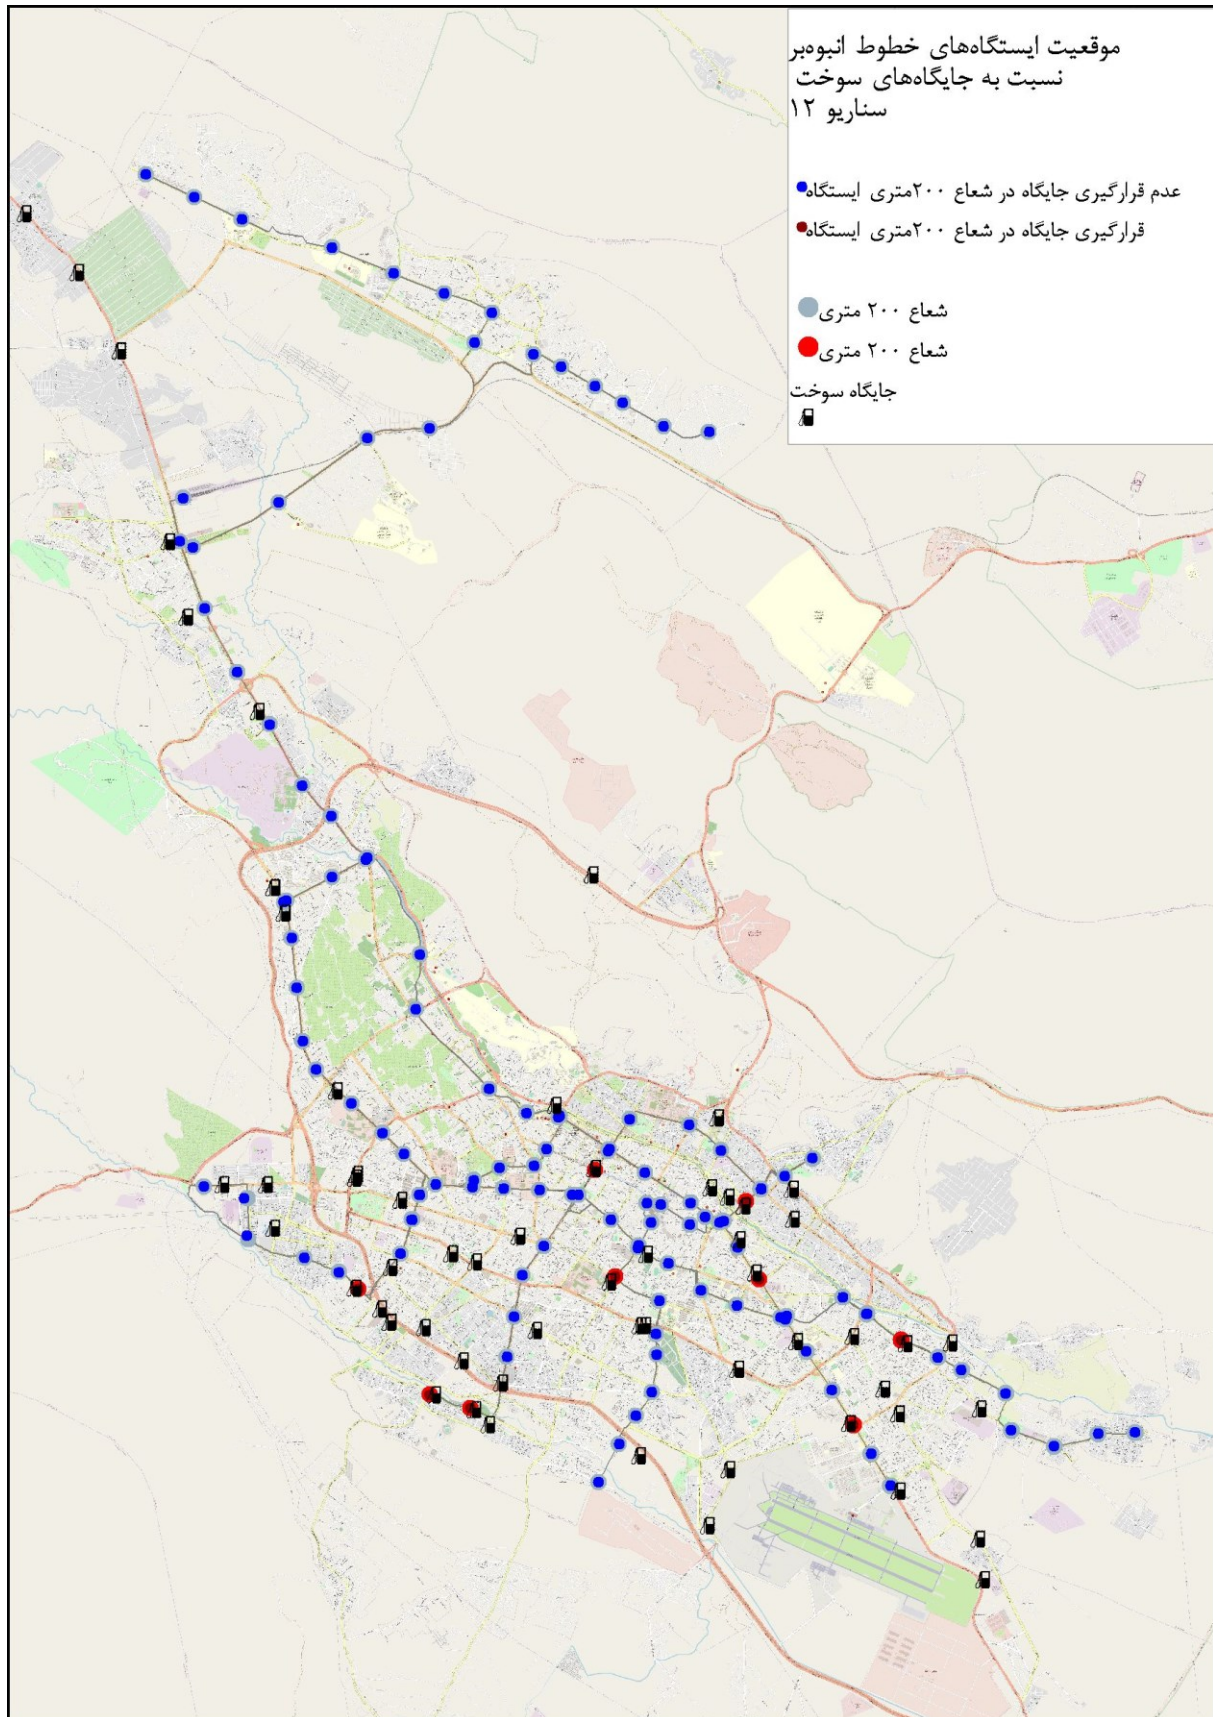 موقعیت ایستگاه‌های خطوط انبوه‌بر
نسبت به جایگاه‌های سوخت
سناریو ۱۲
عدم قرارگیری جایگاه در شعاع ۲۰۰متری ایستگاه
قرارگیری جایگاه در شعاع ۲۰۰متری ایستگاه
شعاع ۲۰۰ متری
شعاع ۲۰۰ متری
جایگاه سوخت